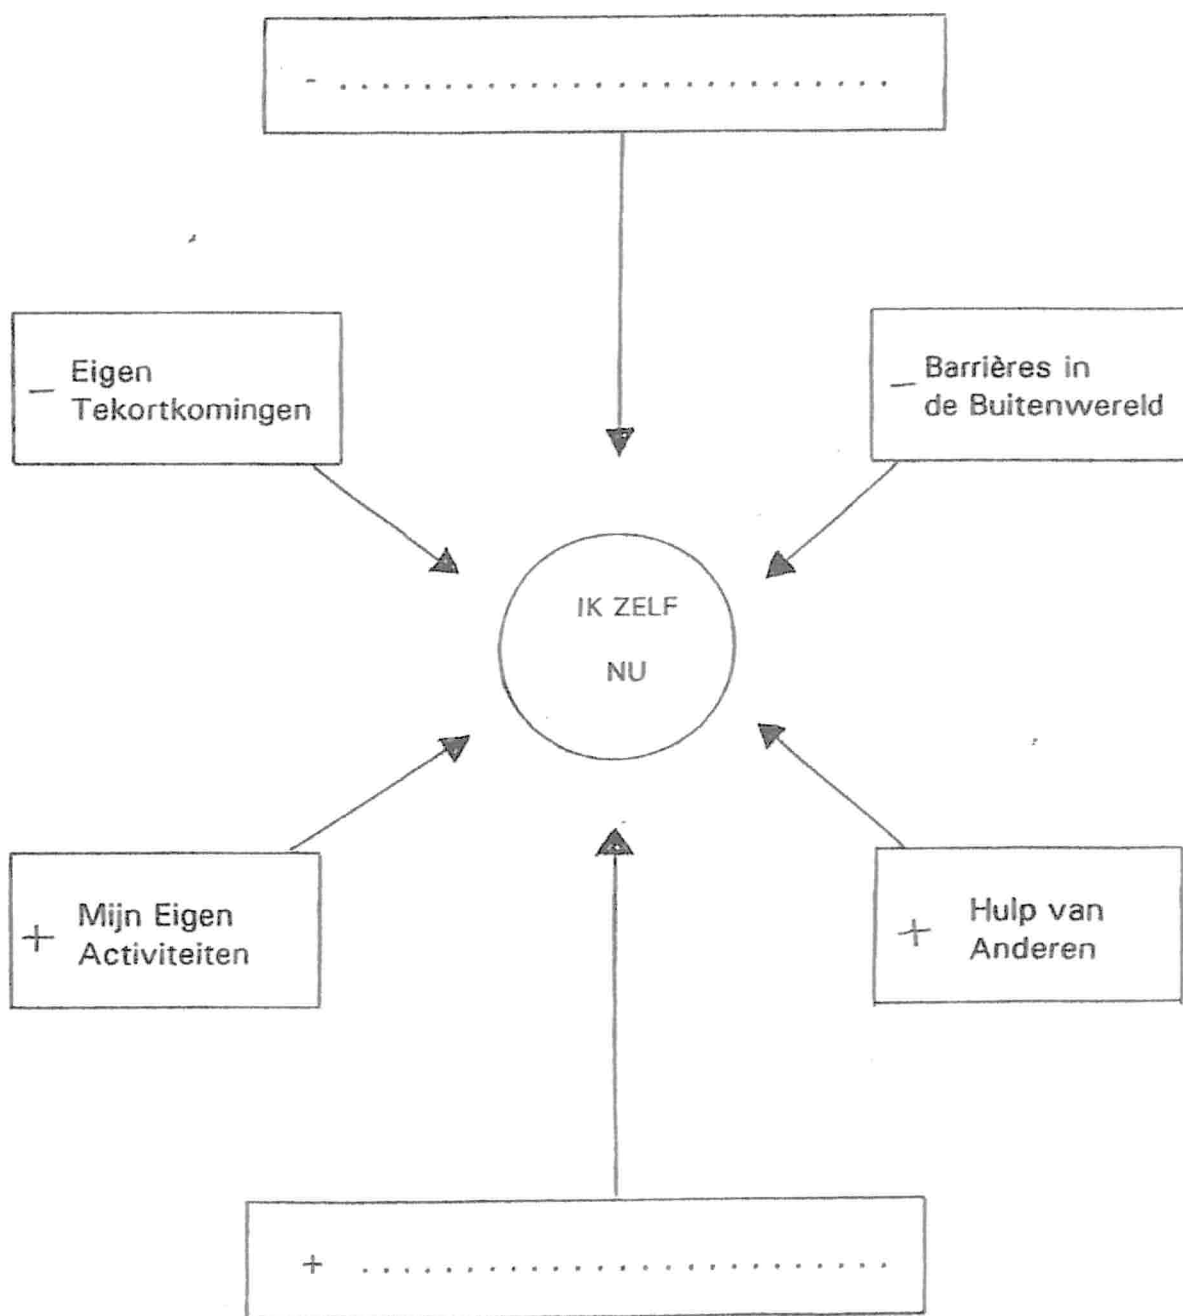 - . . . . . . . . . . . . . . . . . . . . . . . . . .
- Eigen
Tekortkomingen
- Barrières in
de Buitenwereld
IK ZELF
NU
+ Mijn Eigen
Activiteiten
+ Hulp van
Anderen
+ . . . . . . . . . . . . . . . . . . . . . . . . .